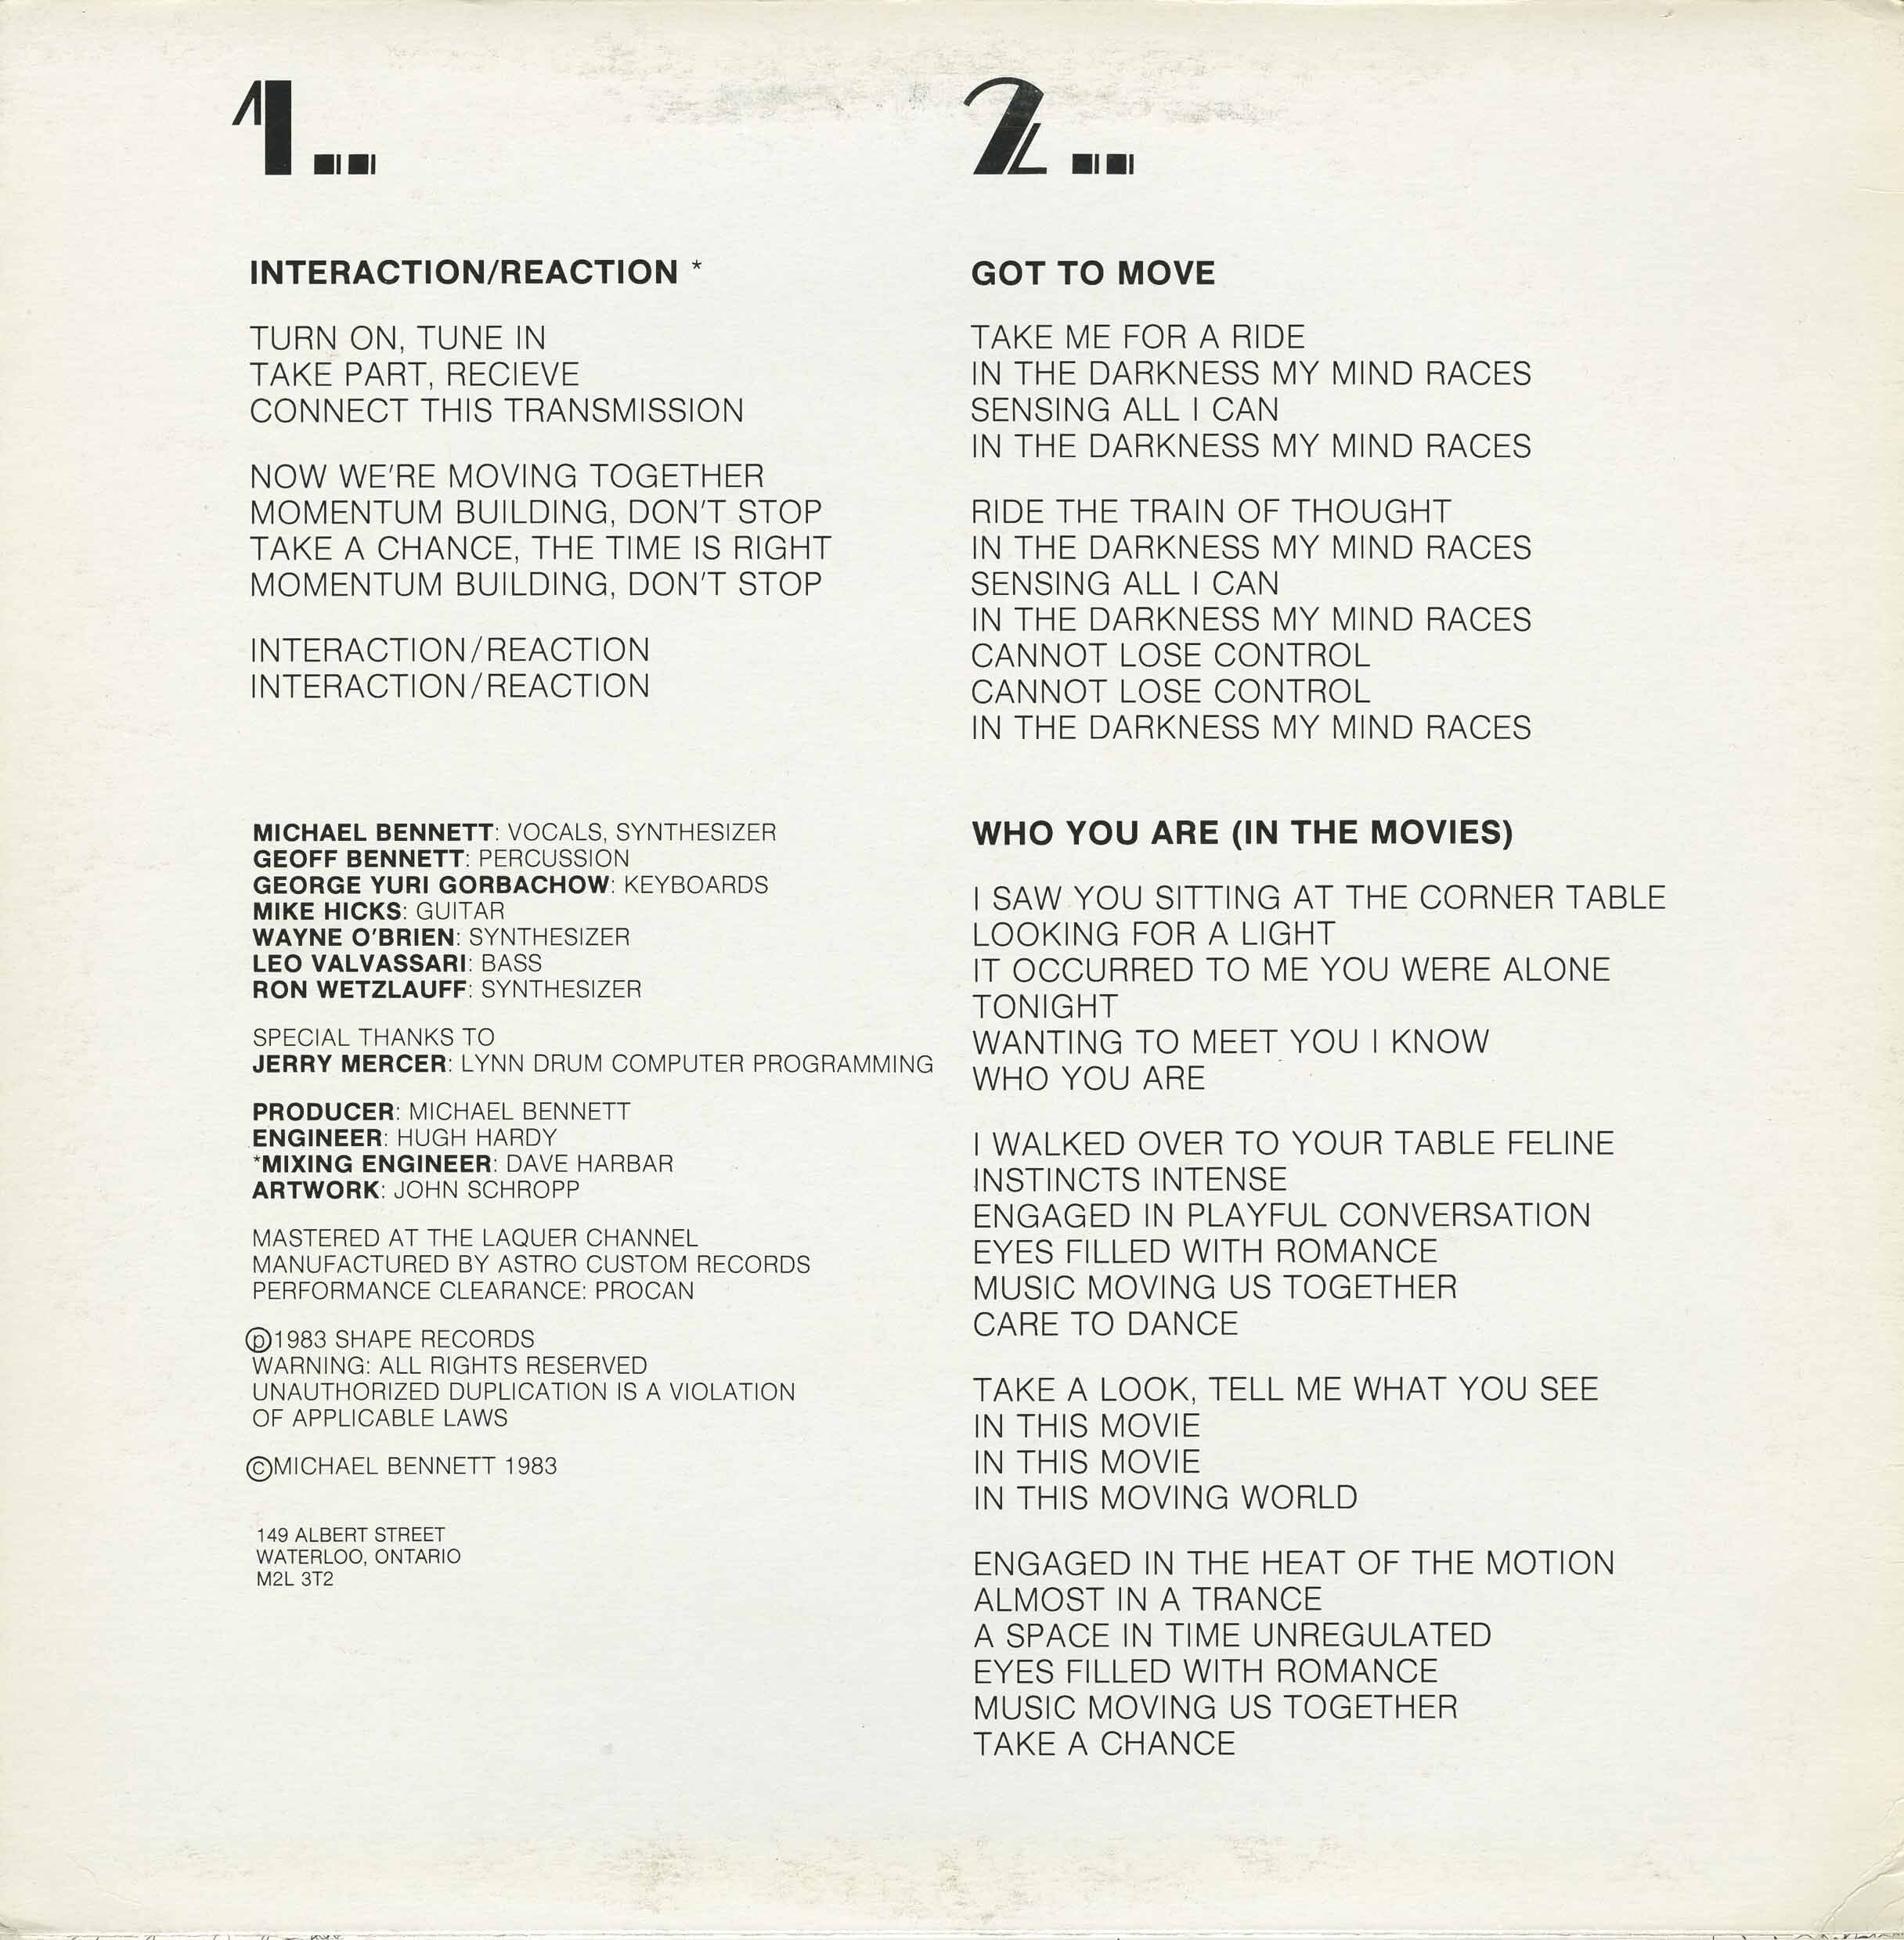 1...
INTERACTION/REACTION *
TURN ON, TUNE IN
TAKE PART, RECIEVE
CONNECT THIS TRANSMISSION
NOW WE'RE MOVING TOGETHER
MOMENTUM BUILDING, DON'T STOP
TAKE A CHANCE, THE TIME IS RIGHT
MOMENTUM BUILDING, DON'T STOP
INTERACTION/REACTION
INTERACTION/REACTION
MICHAEL BENNETT: VOCALS, SYNTHESIZER
GEOFF BENNETT: PERCUSSION
GEORGE YURI GORBACHOW: KEYBOARDS
MIKE HICKS: GUITAR
WAYNE O'BRIEN: SYNTHESIZER
LEO VALVASSARI: BASS
RON WETZLAUFF: SYNTHESIZER
SPECIAL THANKS TO
JERRY MERCER: LYNN DRUM COMPUTER PROGRAMMING
PRODUCER: MICHAEL BENNETT
ENGINEER: HUGH HARDY
*MIXING ENGINEER: DAVE HARBAR
ARTWORK: JOHN SCHROPP
MASTERED AT THE LAQUER CHANNEL
MANUFACTURED BY ASTRO CUSTOM RECORDS
PERFORMANCE CLEARANCE: PROCAN
℗1983 SHAPE RECORDS
WARNING: ALL RIGHTS RESERVED
UNAUTHORIZED DUPLICATION IS A VIOLATION
OF APPLICABLE LAWS
©MICHAEL BENNETT 1983
149 ALBERT STREET
WATERLOO, ONTARIO
M2L 3T2
2...
GOT TO MOVE
TAKE ME FOR A RIDE
IN THE DARKNESS MY MIND RACES
SENSING ALL I CAN
IN THE DARKNESS MY MIND RACES
RIDE THE TRAIN OF THOUGHT
IN THE DARKNESS MY MIND RACES
SENSING ALL I CAN
IN THE DARKNESS MY MIND RACES
CANNOT LOSE CONTROL
CANNOT LOSE CONTROL
IN THE DARKNESS MY MIND RACES
WHO YOU ARE (IN THE MOVIES)
I SAW YOU SITTING AT THE CORNER TABLE
LOOKING FOR A LIGHT
IT OCCURRED TO ME YOU WERE ALONE
TONIGHT
WANTING TO MEET YOU I KNOW
WHO YOU ARE
I WALKED OVER TO YOUR TABLE FELINE
INSTINCTS INTENSE
ENGAGED IN PLAYFUL CONVERSATION
EYES FILLED WITH ROMANCE
MUSIC MOVING US TOGETHER
CARE TO DANCE
TAKE A LOOK, TELL ME WHAT YOU SEE
IN THIS MOVIE
IN THIS MOVIE
IN THIS MOVING WORLD
ENGAGED IN THE HEAT OF THE MOTION
ALMOST IN A TRANCE
A SPACE IN TIME UNREGULATED
EYES FILLED WITH ROMANCE
MUSIC MOVING US TOGETHER
TAKE A CHANCE